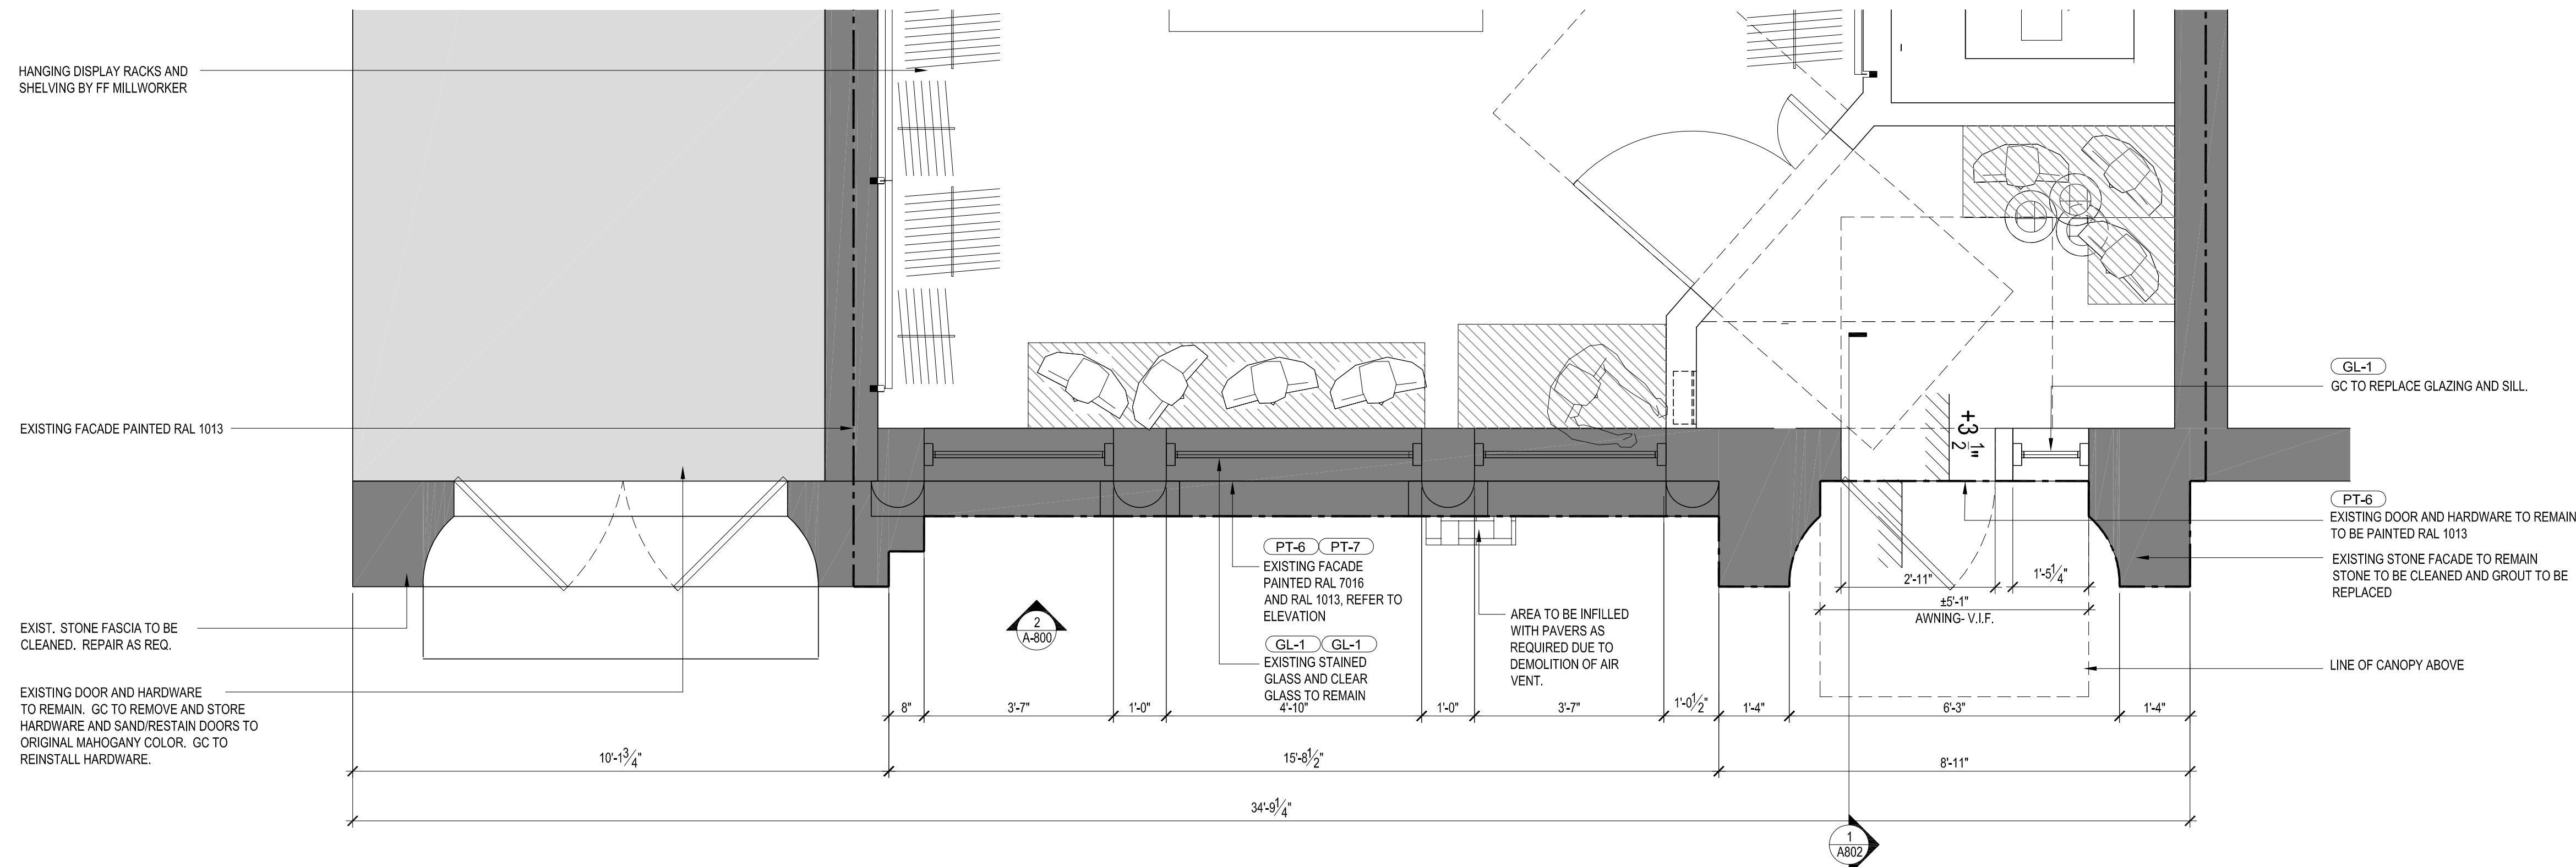 HANGING DISPLAY RACKS AND
SHELVING BY FF MILLWORKER
EXISTING FACADE PAINTED RAL 1013
EXIST. STONE FASCIA TO BE
CLEANED. REPAIR AS REQ.
EXISTING DOOR AND HARDWARE
TO REMAIN. GC TO REMOVE AND STORE
HARDWARE AND SAND/RESTAIN DOORS TO
ORIGINAL MAHOGANY COLOR. GC TO
REINSTALL HARDWARE.
2
A-800
PT-6 PT-7
EXISTING FACADE
PAINTED RAL 7016
AND RAL 1013, REFER TO
ELEVATION
GL-1 GL-1
EXISTING STAINED
GLASS AND CLEAR
GLASS TO REMAIN
AREA TO BE INFILLED
WITH PAVERS AS
REQUIRED DUE TO
DEMOLITION OF AIR
VENT.
+3 1/2"
2'-11"
1'-5 1/4"
±5'-1"
AWNING- V.I.F.
GL-1
GC TO REPLACE GLAZING AND SILL.
PT-6
EXISTING DOOR AND HARDWARE TO REMAIN
TO BE PAINTED RAL 1013
EXISTING STONE FACADE TO REMAIN
STONE TO BE CLEANED AND GROUT TO BE
REPLACED
LINE OF CANOPY ABOVE
8" 3'-7" 1'-0" 4'-10" 1'-0" 3'-7" 1'-0 1/2" 1'-4" 6'-3" 1'-4"
10'-1 3/4" 15'-8 1/2" 8'-11"
34'-9 1/4"
1
A802